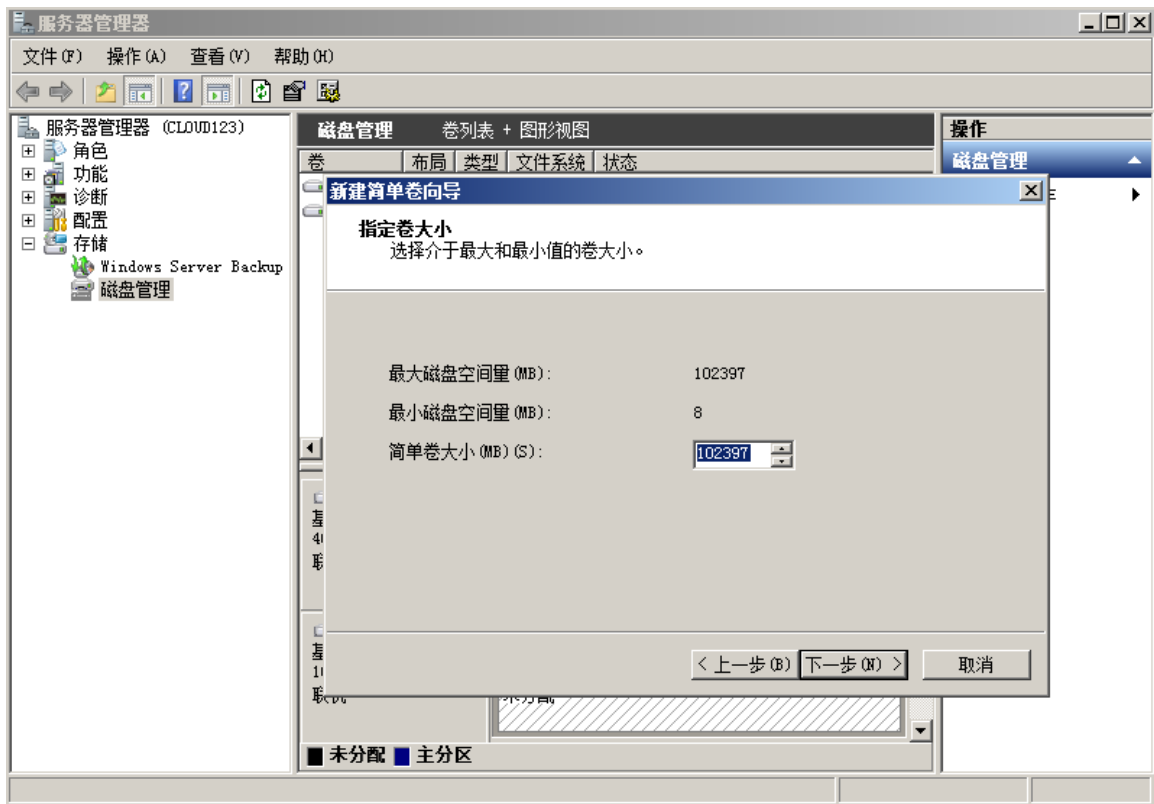 服务器管理器
文件(F) 操作(A) 查看(V) 帮助(H)
服务器管理器 (CLOUD123)
角色
功能
诊断
配置
存储
Windows Server Backup
磁盘管理
磁盘管理 卷列表 + 图形视图
卷 布局 类型 文件系统 状态
操作
磁盘管理
新建简单卷向导
指定卷大小
选择介于最大和最小值的卷大小。
最大磁盘空间量(MB): 102397
最小磁盘空间量(MB): 8
简单卷大小(MB)(S): 102397
< 上一步(B) 下一步(N) > 取消
未分配 主分区